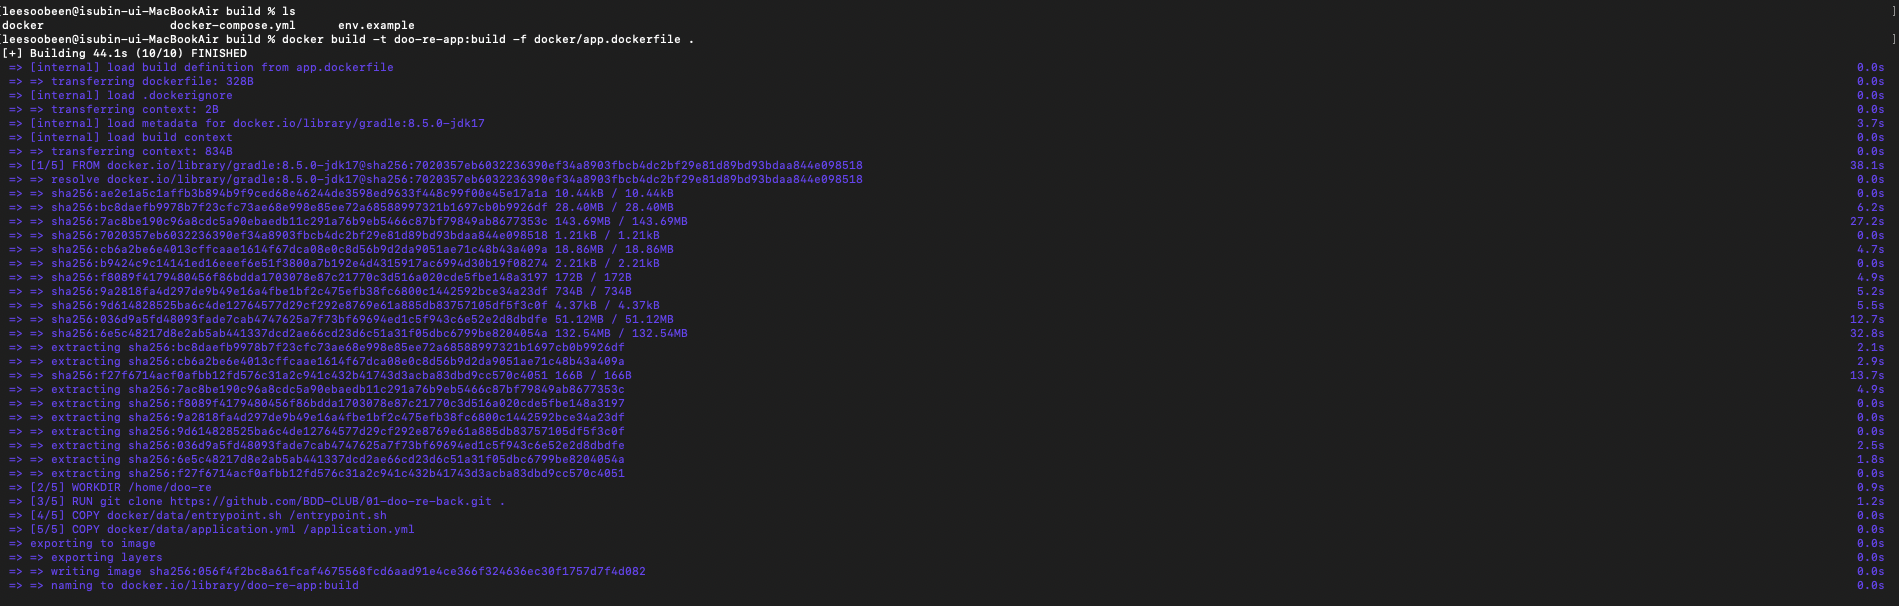 [leesoobeen@isubin-ui-MacBookAir build % ls ]
docker docker-compose.yml env.example
[leesoobeen@isubin-ui-MacBookAir build % docker build -t doo-re-app:build -f docker/app.dockerfile . ]
[+] Building 44.1s (10/10) FINISHED
=> [internal] load build definition from app.dockerfile 0.0s
=> => transferring dockerfile: 328B 0.0s
=> [internal] load .dockerignore 0.0s
=> => transferring context: 2B 0.0s
=> [internal] load metadata for docker.io/library/gradle:8.5.0-jdk17 3.7s
=> [internal] load build context 0.0s
=> => transferring context: 834B 0.0s
=> [1/5] FROM docker.io/library/gradle:8.5.0-jdk17@sha256:7020357eb6032236390ef34a8903fbcb4dc2bf29e81d89bd93bdaa844e098518 38.1s
=> => resolve docker.io/library/gradle:8.5.0-jdk17@sha256:7020357eb6032236390ef34a8903fbcb4dc2bf29e81d89bd93bdaa844e098518 0.0s
=> => sha256:ae2e1a5c1affb3b894b9f9ced68e46244de3598ed9633f448c99f00e45e17a1a 10.44kB / 10.44kB 0.0s
=> => sha256:bc8daefb9978b7f23cfc73ae68e998e85ee72a68588997321b1697cb0b9926df 28.40MB / 28.40MB 6.2s
=> => sha256:7ac8be190c96a8cdc5a90ebaedb11c291a76b9eb5466c87bf79849ab8677353c 143.69MB / 143.69MB 27.2s
=> => sha256:7020357eb6032236390ef34a8903fbcb4dc2bf29e81d89bd93bdaa844e098518 1.21kB / 1.21kB 0.0s
=> => sha256:cb6a2be6e4013cffcaae1614f67dca08e0c8d56b9d2da9051ae71c48b43a409a 18.86MB / 18.86MB 4.7s
=> => sha256:b9424c9c14141ed16eeef6e51f3800a7b192e4d4315917ac6994d30b19f08274 2.21kB / 2.21kB 0.0s
=> => sha256:f8089f4179480456f86bdda1703078e87c21770c3d516a020cde5fbe148a3197 172B / 172B 4.9s
=> => sha256:9a2818fa4d297de9b49e16a4fbe1bf2c475efb38fc6800c1442592bce34a23df 734B / 734B 5.2s
=> => sha256:9d614828525ba6c4de12764577d29cf292e8769e61a885db83757105df5f3c0f 4.37kB / 4.37kB 5.5s
=> => sha256:036d9a5fd48093fade7cab4747625a7f73bf69694ed1c5f943c6e52e2d8dbdfe 51.12MB / 51.12MB 12.7s
=> => sha256:6e5c48217d8e2ab5ab441337dcd2ae66cd23d6c51a31f05dbc6799be8204054a 132.54MB / 132.54MB 32.8s
=> => extracting sha256:bc8daefb9978b7f23cfc73ae68e998e85ee72a68588997321b1697cb0b9926df 2.1s
=> => extracting sha256:cb6a2be6e4013cffcaae1614f67dca08e0c8d56b9d2da9051ae71c48b43a409a 2.9s
=> => sha256:f27f6714acf0afbb12fd576c31a2c941c432b41743d3acba83dbd9cc570c4051 166B / 166B 13.7s
=> => extracting sha256:7ac8be190c96a8cdc5a90ebaedb11c291a76b9eb5466c87bf79849ab8677353c 4.9s
=> => extracting sha256:f8089f4179480456f86bdda1703078e87c21770c3d516a020cde5fbe148a3197 0.0s
=> => extracting sha256:9a2818fa4d297de9b49e16a4fbe1bf2c475efb38fc6800c1442592bce34a23df 0.0s
=> => extracting sha256:9d614828525ba6c4de12764577d29cf292e8769e61a885db83757105df5f3c0f 0.0s
=> => extracting sha256:036d9a5fd48093fade7cab4747625a7f73bf69694ed1c5f943c6e52e2d8dbdfe 2.5s
=> => extracting sha256:6e5c48217d8e2ab5ab441337dcd2ae66cd23d6c51a31f05dbc6799be8204054a 1.8s
=> => extracting sha256:f27f6714acf0afbb12fd576c31a2c941c432b41743d3acba83dbd9cc570c4051 0.0s
=> [2/5] WORKDIR /home/doo-re 0.9s
=> [3/5] RUN git clone https://github.com/BDD-CLUB/01-doo-re-back.git . 1.2s
=> [4/5] COPY docker/data/entrypoint.sh /entrypoint.sh 0.0s
=> [5/5] COPY docker/data/application.yml /application.yml 0.0s
=> exporting to image 0.0s
=> => exporting layers 0.0s
=> => writing image sha256:056f4f2bc8a61fcaf4675568fcd6aad91e4ce366f324636ec30f1757d7f4d082 0.0s
=> => naming to docker.io/library/doo-re-app:build 0.0s